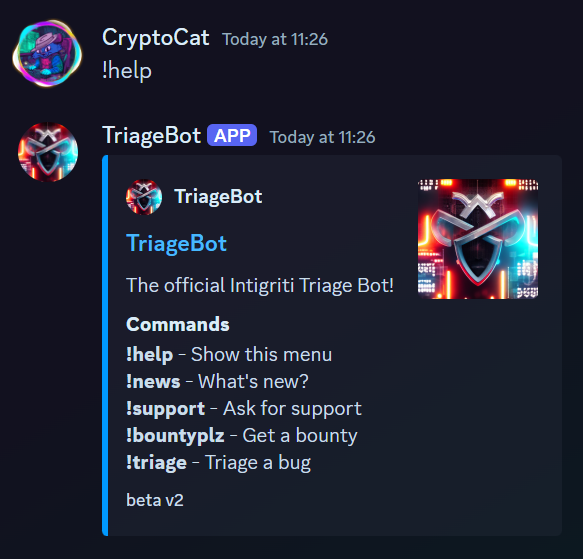 CryptoCat Today at 11:26
!help
TriageBot APP Today at 11:26
TriageBot
TriageBot
The official Intigriti Triage Bot!
Commands
!help - Show this menu
!news - What's new?
!support - Ask for support
!bountyplz - Get a bounty
!triage - Triage a bug
beta v2